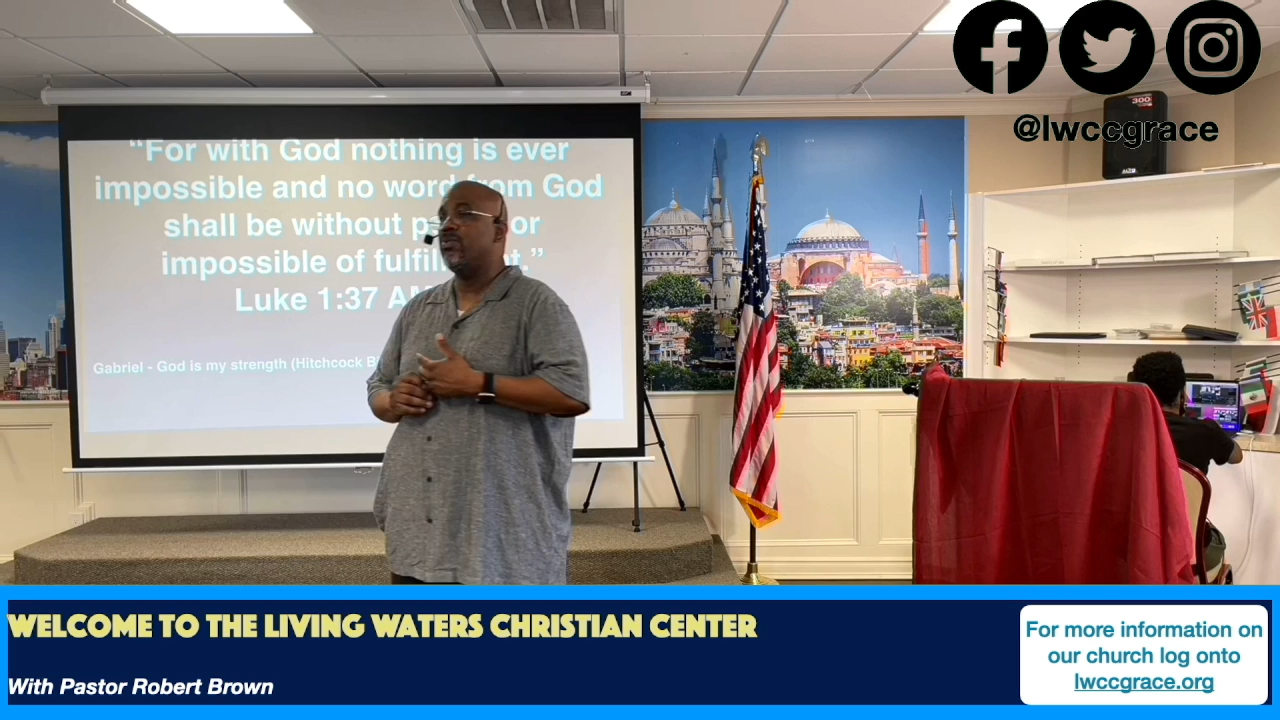 "For with God nothing is ever
impossible and no word from God
shall be without or
impossible of
Luke 1:37
Gabriel - God is my strength (Hitchcock
@lwccgrace
300
WELCOME TO THE LIVING WATERS CHRISTIAN CENTER
With Pastor Robert Brown
For more information on
our church log onto
lwccgrace.org